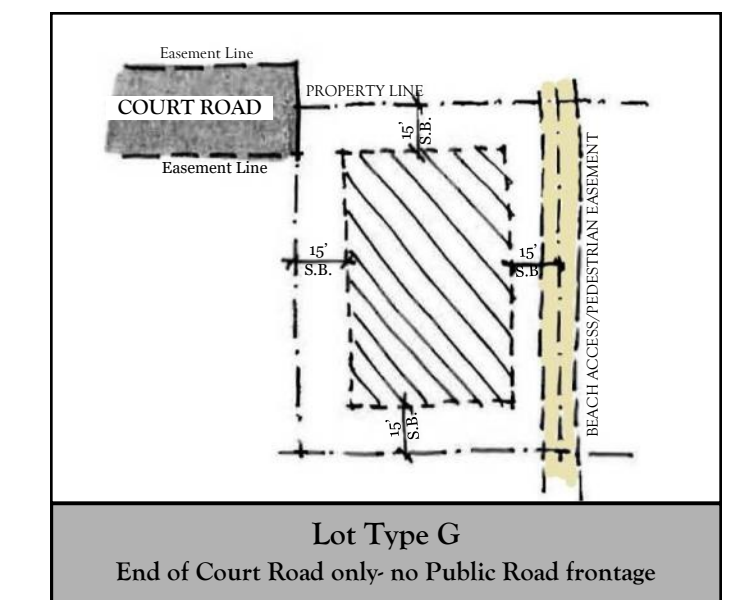 Easement Line
COURT ROAD
PROPERTY LINE
Easement Line
15'
S.B.
15'
S.B.
15'
S.B
15'
S.B.
BEACH ACCESS/PEDESTRIAN EASEMENT
Lot Type G
End of Court Road only- no Public Road frontage